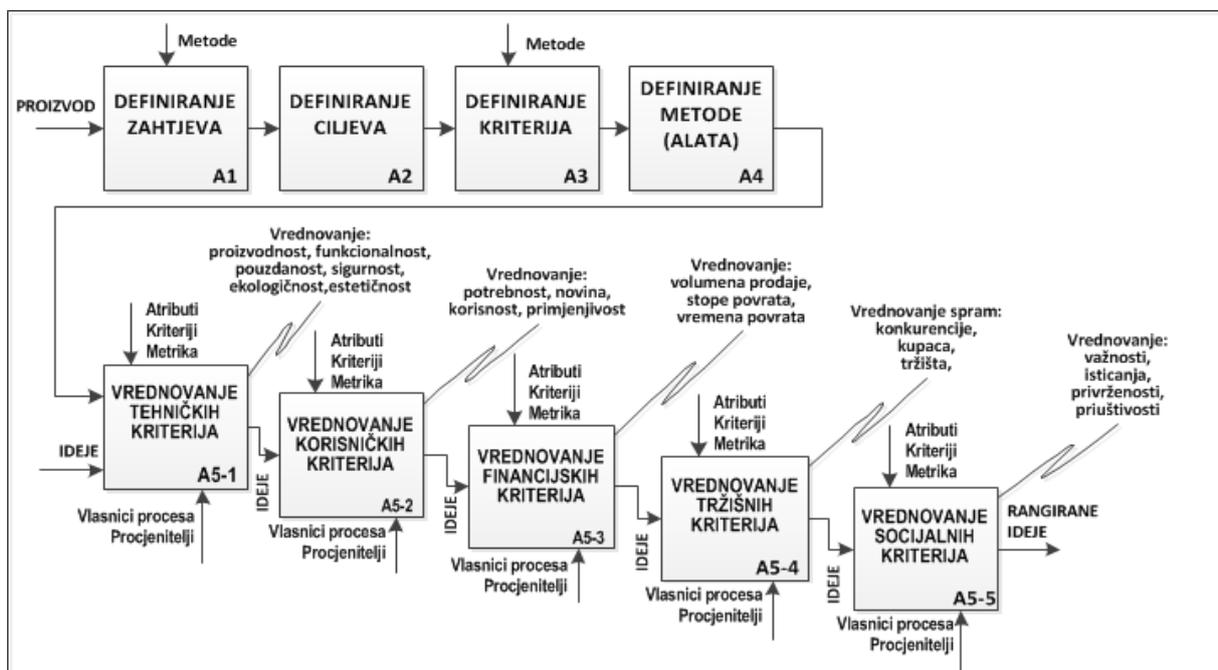 Metode
Metode
PROIZVOD
DEFINIRANJE
ZAHTJEVA
A1
DEFINIRANJE
CILJEVA
A2
DEFINIRANJE
KRITERIJA
A3
DEFINIRANJE
METODE
(ALATA)
A4
Vrednovanje:
proizvodnost, funkcionalnost,
pouzdanost, sigurnost,
ekologičnost,estetičnost
Vrednovanje:
potrebnost, novina,
korisnost, primjenjivost
Vrednovanje:
volumena prodaje,
stope povrata,
vremena povrata
Vrednovanje spram:
konkurencije,
kupaca,
tržišta,
Vrednovanje:
važnosti,
isticanja,
privrženosti,
priuštivosti
Atributi
Kriteriji
Metrika
VREDNOVANJE
TEHNIČKIH
KRITERIJA
A5-1
IDEJE
Vlasnici procesa
Procjenitelji
IDEJE
Atributi
Kriteriji
Metrika
VREDNOVANJE
KORISNIČKIH
KRITERIJA
A5-2
Vlasnici procesa
Procjenitelji
IDEJE
Atributi
Kriteriji
Metrika
VREDNOVANJE
FINANCIJSKIH
KRITERIJA
A5-3
Vlasnici procesa
Procjenitelji
IDEJE
Atributi
Kriteriji
Metrika
VREDNOVANJE
TRŽIŠNIH
KRITERIJA
A5-4
Vlasnici procesa
Procjenitelji
IDEJE
Atributi
Kriteriji
Metrika
VREDNOVANJE
SOCIJALNIH
KRITERIJA
A5-5
Vlasnici procesa
Procjenitelji
RANGIRANE
IDEJE